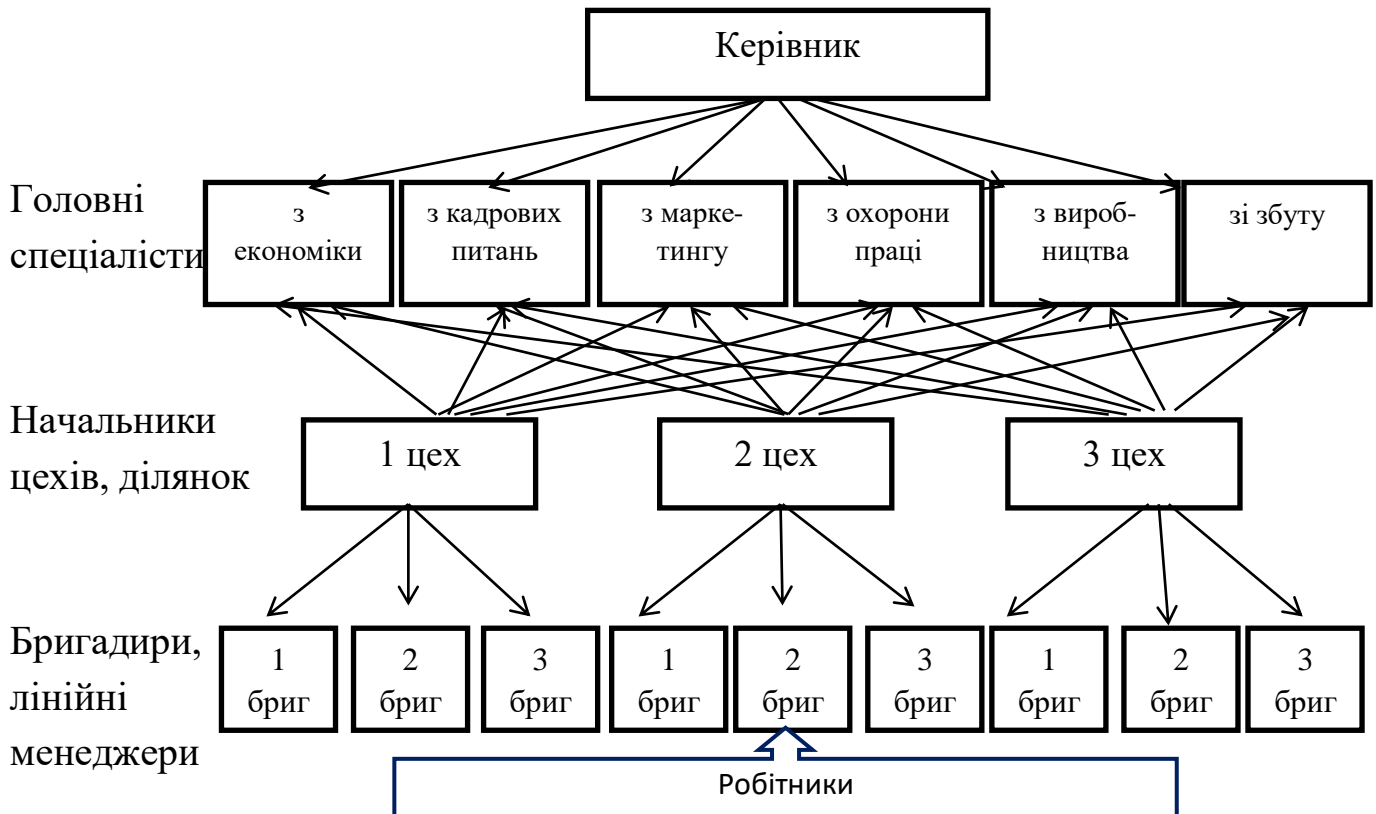 Керівник
Головні
спеціалісти
з
економіки
з кадрових
питань
з марке-
тингу
з охорони
праці
з вироб-
ництва
зі збуту
Начальники
цехів, ділянок
1 цех
2 цех
3 цех
Бригадири,
лінійні
менеджери
1
бриг
2
бриг
3
бриг
1
бриг
2
бриг
3
бриг
1
бриг
2
бриг
3
бриг
Робітники